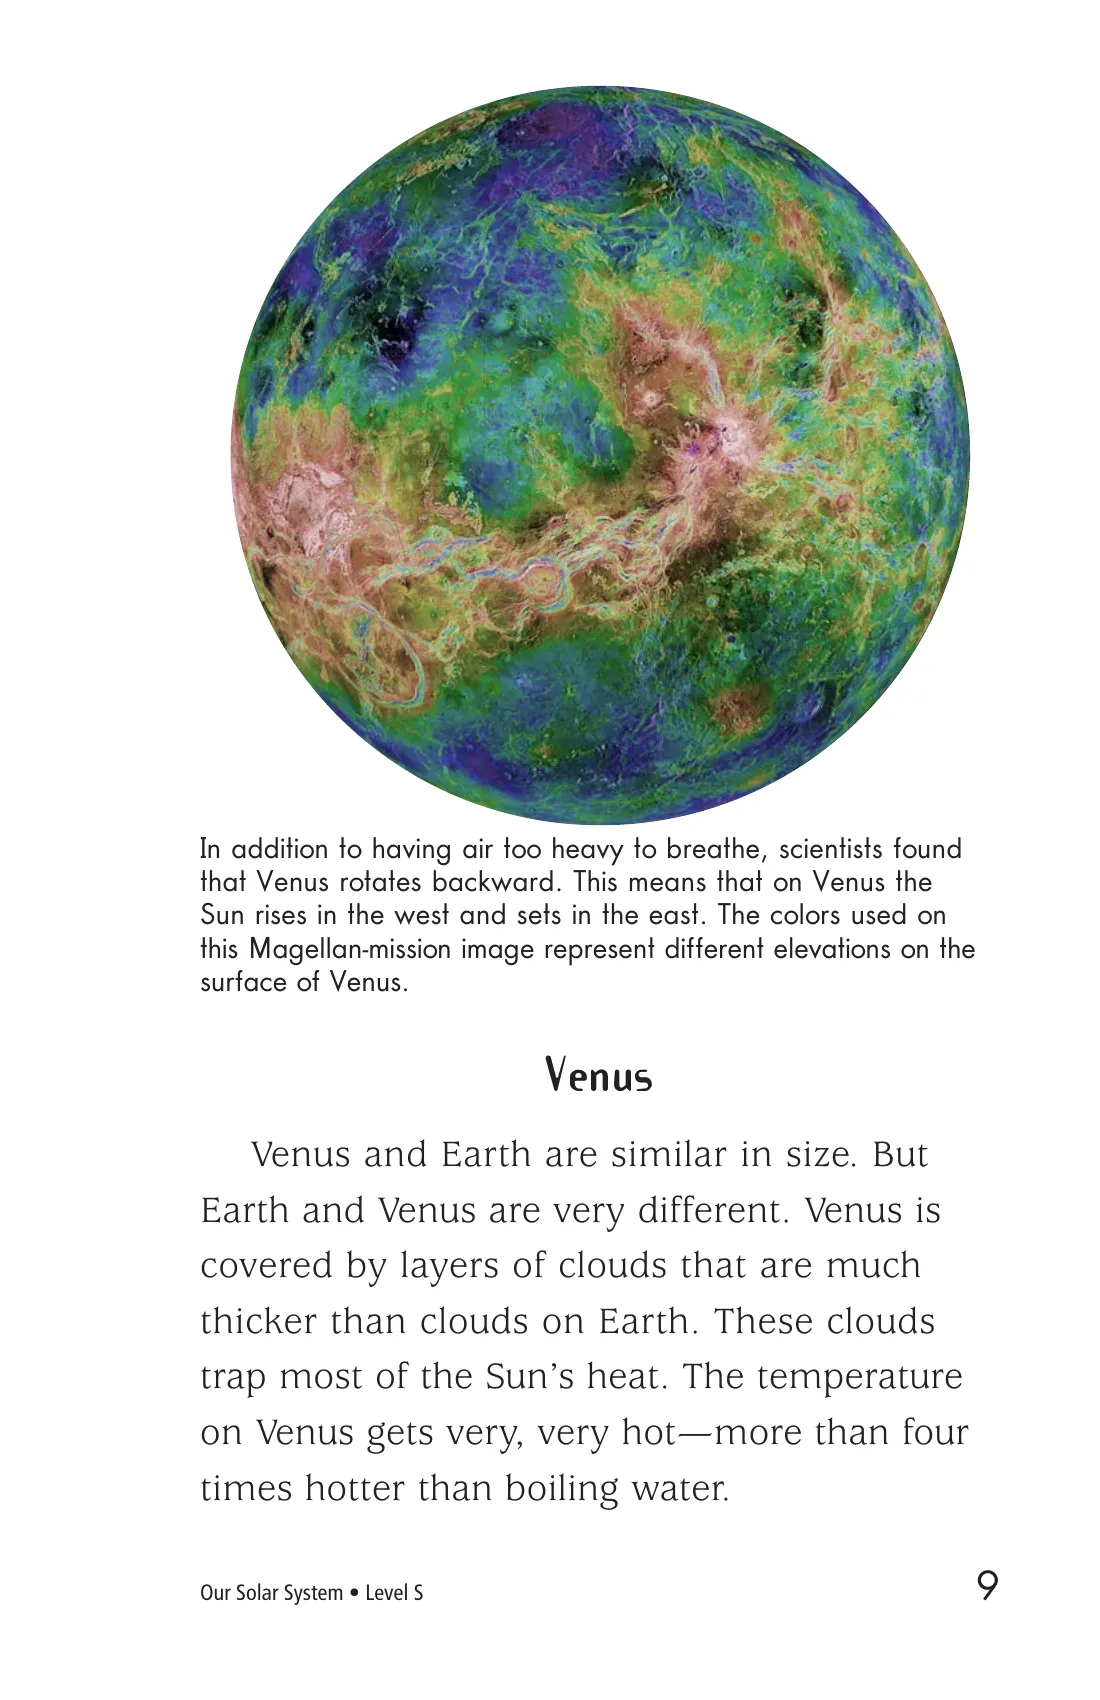 In addition to having air too heavy to breathe, scientists found
that Venus rotates backward. This means that on Venus the
Sun rises in the west and sets in the east. The colors used on
this Magellan-mission image represent different elevations on the
surface of Venus.
Venus
Venus and Earth are similar in size. But
Earth and Venus are very different. Venus is
covered by layers of clouds that are much
thicker than clouds on Earth. These clouds
trap most of the Sun’s heat. The temperature
on Venus gets very, very hot—more than four
times hotter than boiling water.
Our Solar System • Level S
9